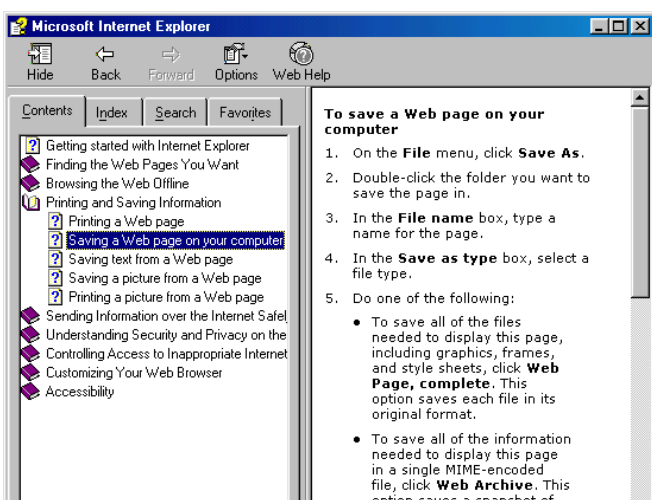 Microsoft Internet Explorer
Hide Back Forward Options Web Help
Contents Index Search Favorites
Getting started with Internet Explorer
Finding the Web Pages You Want
Browsing the Web Offline
Printing and Saving Information
Printing a Web page
Saving a Web page on your computer
Saving text from a Web page
Saving a picture from a Web page
Printing a picture from a Web page
Sending Information over the Internet Safel
Understanding Security and Privacy on the
Controlling Access to Inappropriate Internet
Customizing Your Web Browser
Accessibility
To save a Web page on your
computer
1. On the File menu, click Save As.
2. Double-click the folder you want to
save the page in.
3. In the File name box, type a
name for the page.
4. In the Save as type box, select a
file type.
5. Do one of the following:
• To save all of the files
needed to display this page,
including graphics, frames,
and style sheets, click Web
Page, complete. This
option saves each file in its
original format.
• To save all of the information
needed to display this page
in a single MIME-encoded
file, click Web Archive. This
option saves a snapshot of